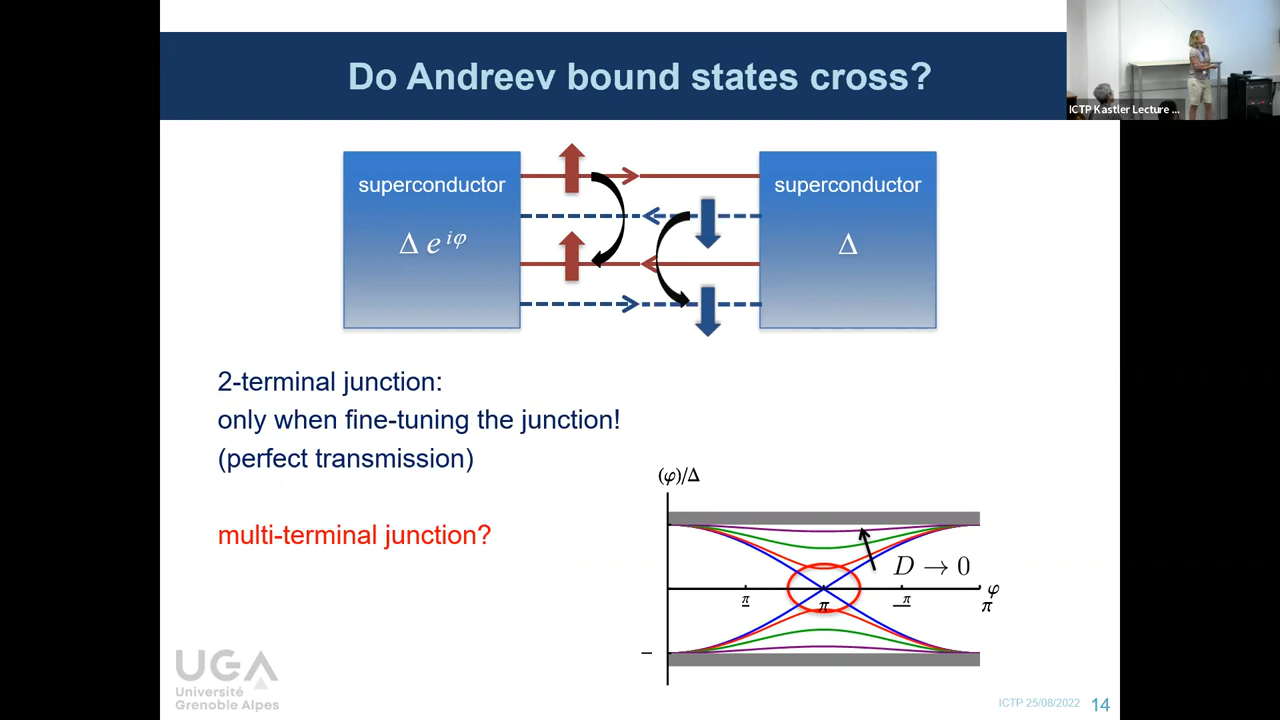 Do Andreev bound states cross?
ICTP Kastler Lecture ...
superconductor
Δ e^{iφ}
superconductor
Δ
2-terminal junction:
only when fine-tuning the junction!
(perfect transmission)
multi-terminal junction?
(φ)/Δ
D → 0
π
π
π
φ
π
−
UGA
Université
Grenoble Alpes
ICTP 25/08/2022 14